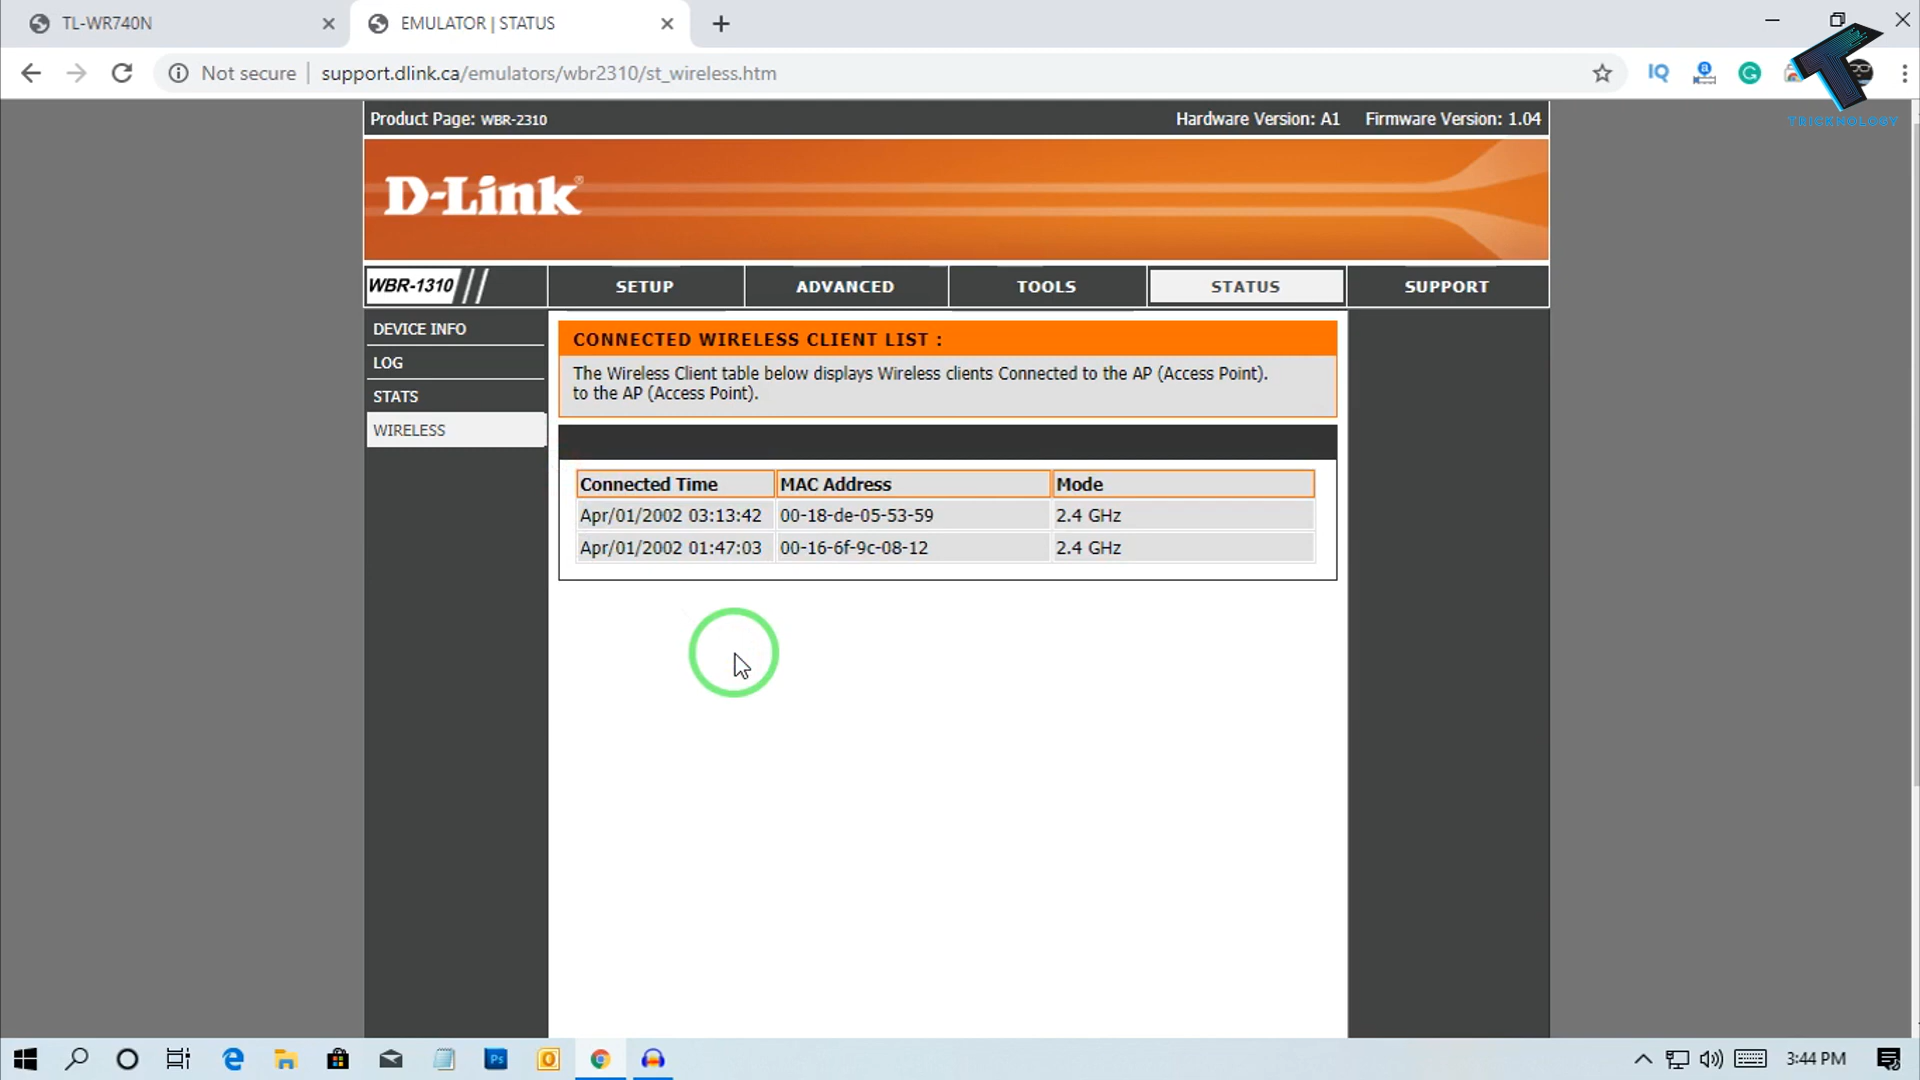 TL-WR740N
EMULATOR | STATUS
Not secure | support.dlink.ca/emulators/wbr2310/st_wireless.htm
IQ
a
G
TRICKNOLOGY
Product Page: WBR-2310
Hardware Version: A1 Firmware Version: 1.04
D-Link®
WBR-1310
SETUP ADVANCED TOOLS STATUS SUPPORT
DEVICE INFO
LOG
STATS
WIRELESS
CONNECTED WIRELESS CLIENT LIST :
The Wireless Client table below displays Wireless clients Connected to the AP (Access Point).
to the AP (Access Point).
Connected Time MAC Address Mode
Apr/01/2002 03:13:42 00-18-de-05-53-59 2.4 GHz
Apr/01/2002 01:47:03 00-16-6f-9c-08-12 2.4 GHz
Ps
3:44 PM